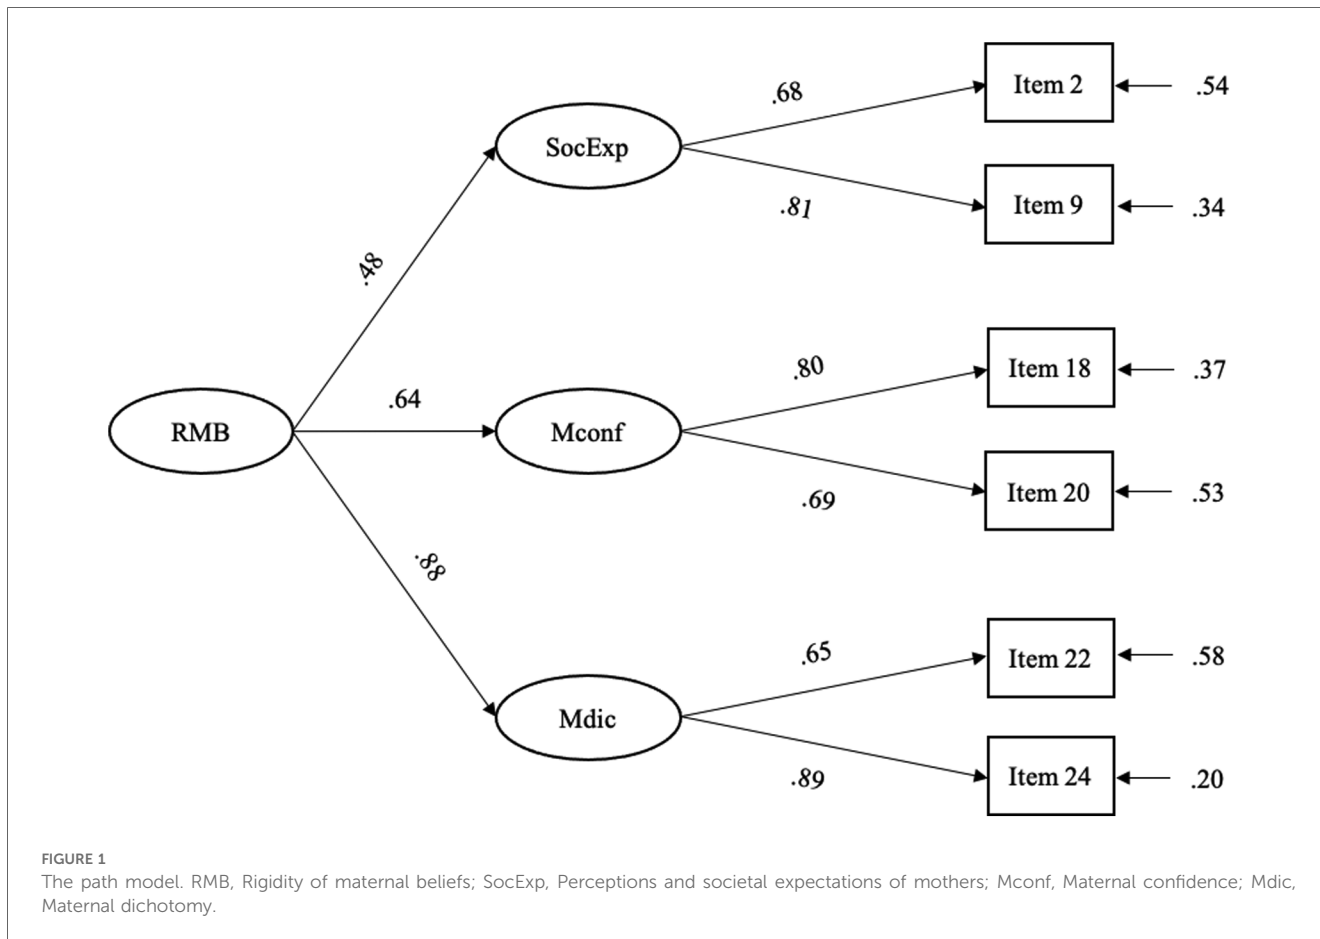 .68
Item 2
.54
SocExp
.81
Item 9
.34
.48
.80
Item 18
.37
RMB
.64
Mconf
.69
Item 20
.53
.88
.65
Item 22
.58
Mdic
.89
Item 24
.20
FIGURE 1
The path model. RMB, Rigidity of maternal beliefs; SocExp, Perceptions and societal expectations of mothers; Mconf, Maternal confidence; Mdic,
Maternal dichotomy.